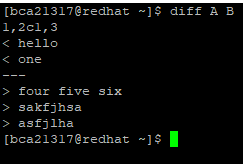 [bca21317@redhat ~]$ diff A B
1,2c1,3
< hello
< one
---
> four five six
> sakfjhsa
> asfjlha
[bca21317@redhat ~]$